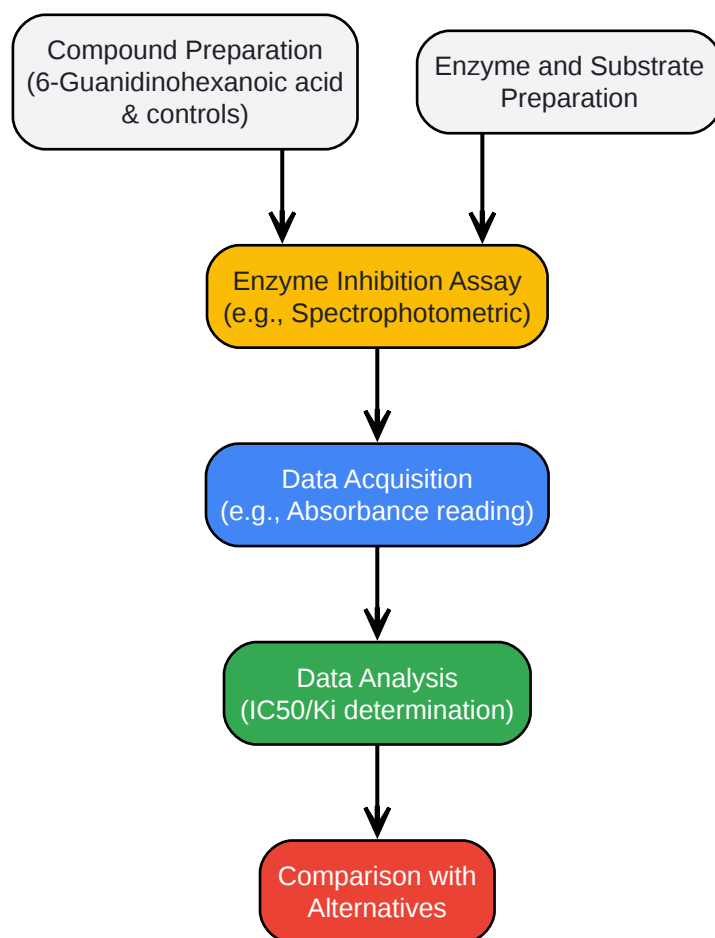 Compound Preparation
(6-Guanidinohexanoic acid
& controls)
Enzyme and Substrate
Preparation
Enzyme Inhibition Assay
(e.g., Spectrophotometric)
Data Acquisition
(e.g., Absorbance reading)
Data Analysis
(IC50/Ki determination)
Comparison with
Alternatives